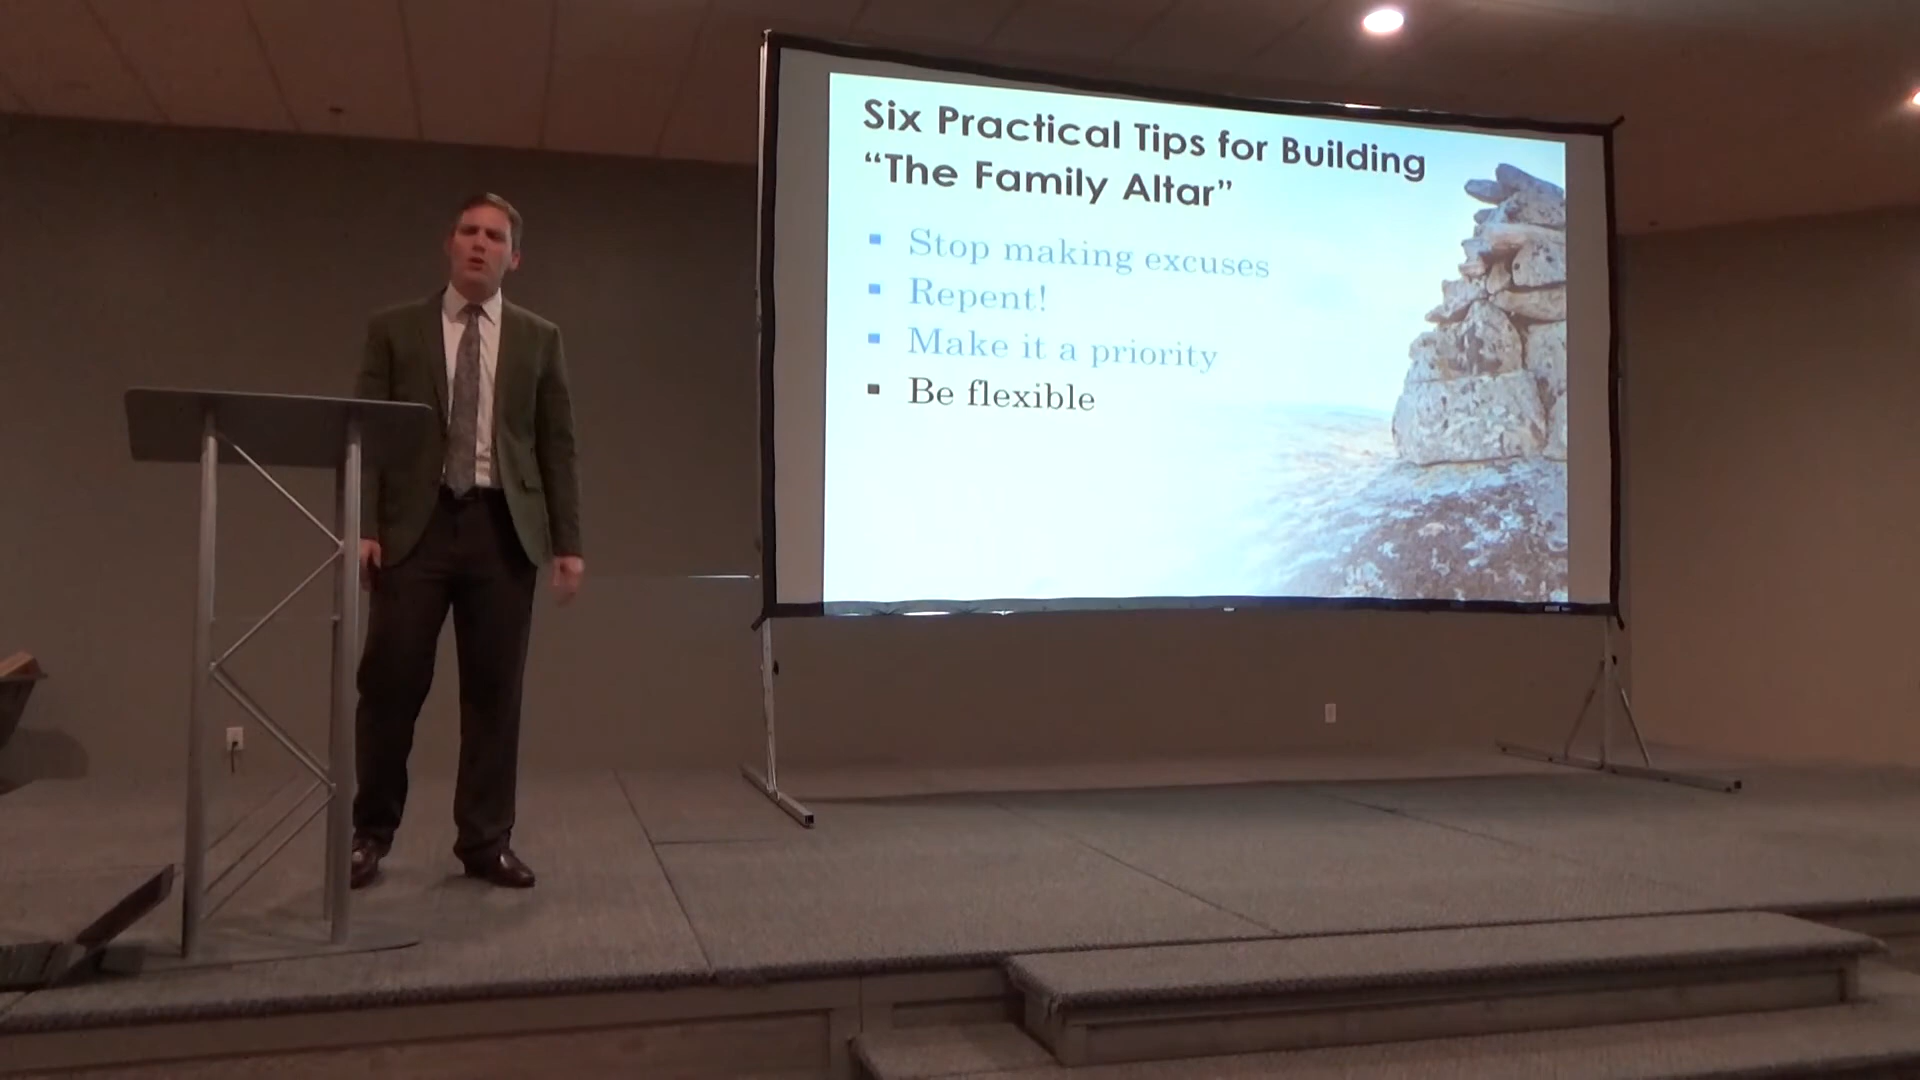 Six Practical Tips for Building
“The Family Altar”
▪ Stop making excuses
▪ Repent!
▪ Make it a priority
▪ Be flexible